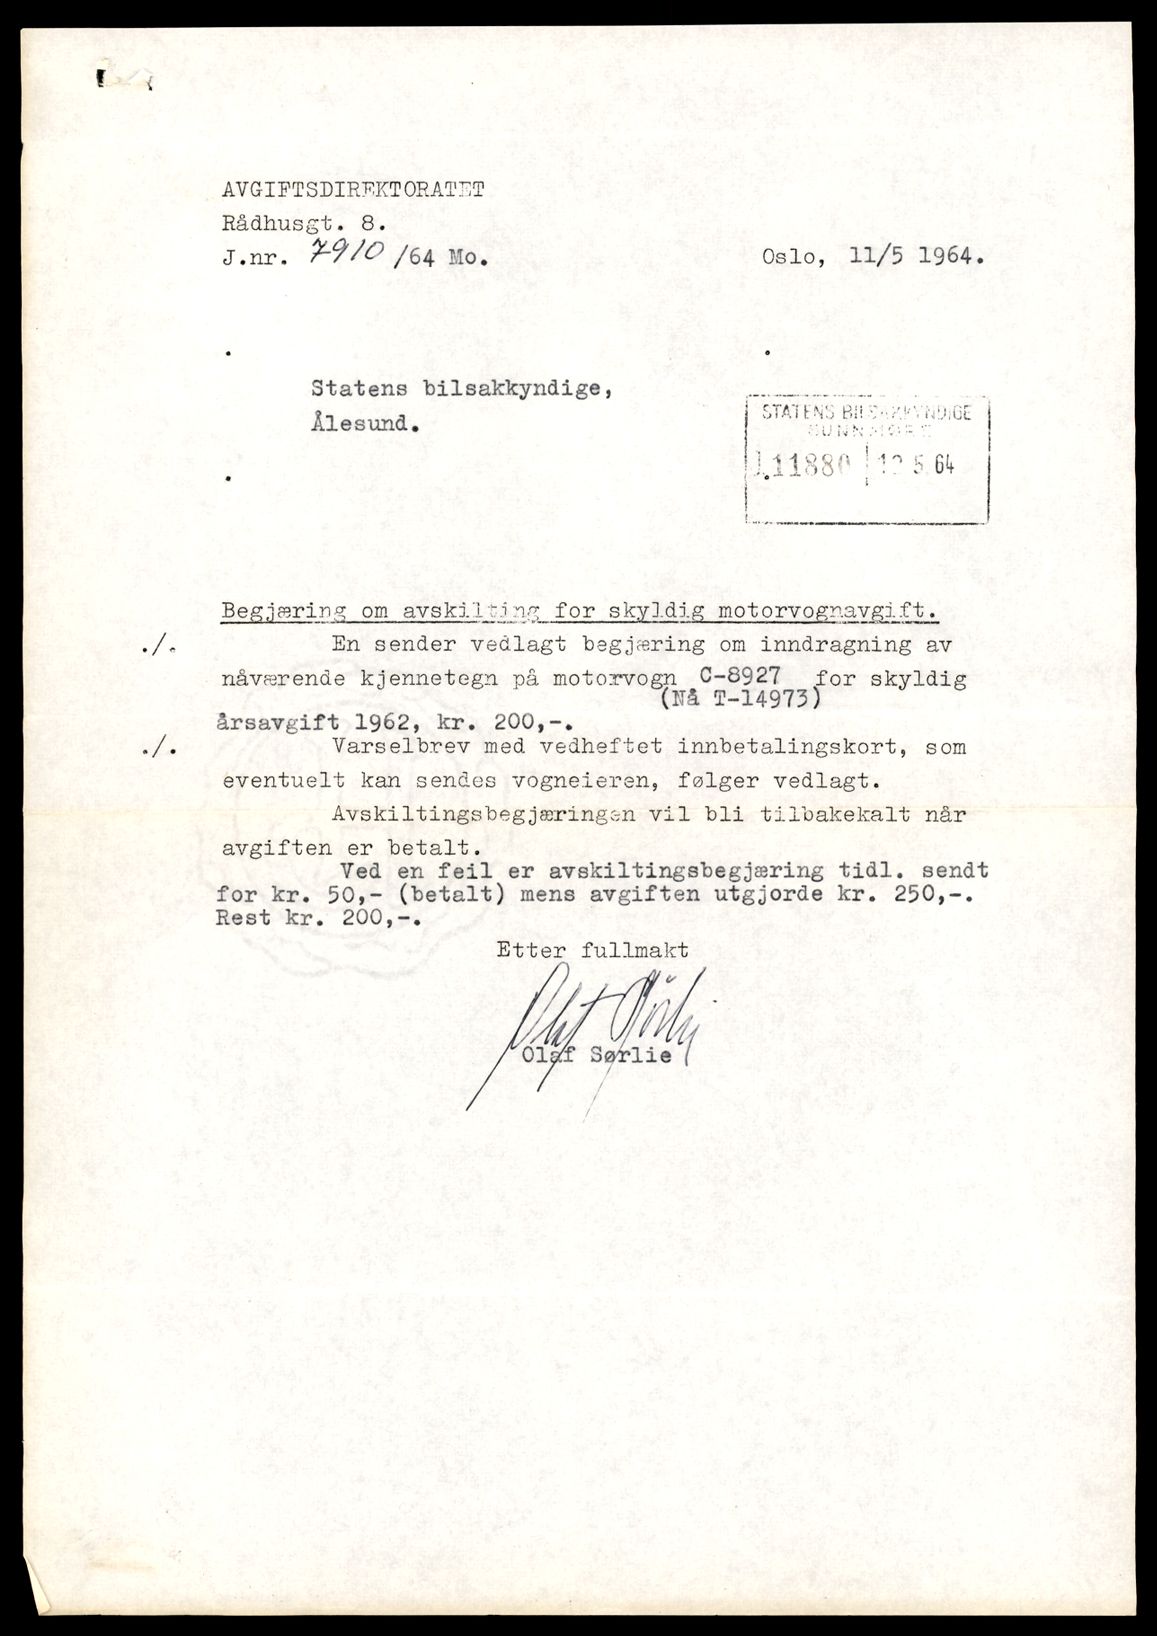 AVGIFTSDIREKTORATET
Rådhusgt. 8.
J.nr. 7910/64 Mo.
Oslo, 11/5 1964.
Statens bilsakkyndige,
Ålesund.
STATENS BILSAKKYNDIGE
SUNNMØRE
J.11880 12.5.64
Begjæring om avskilting for skyldig motorvognavgift.
./. En sender vedlagt begjæring om inndragning av
nåværende kjennetegn på motorvogn C-8927 for skyldig
(Nå T-14973)
årsavgift 1962, kr. 200,-.
./. Varselbrev med vedheftet innbetalingskort, som
eventuelt kan sendes vogneieren, følger vedlagt.
Avskiltingsbegjæringen vil bli tilbakekalt når
avgiften er betalt.
Ved en feil er avskiltingsbegjæring tidl. sendt
for kr. 50,- (betalt) mens avgiften utgjorde kr. 250,-.
Rest kr. 200,-.
Etter fullmakt
Olaf Sørlie
Olaf Sørlie